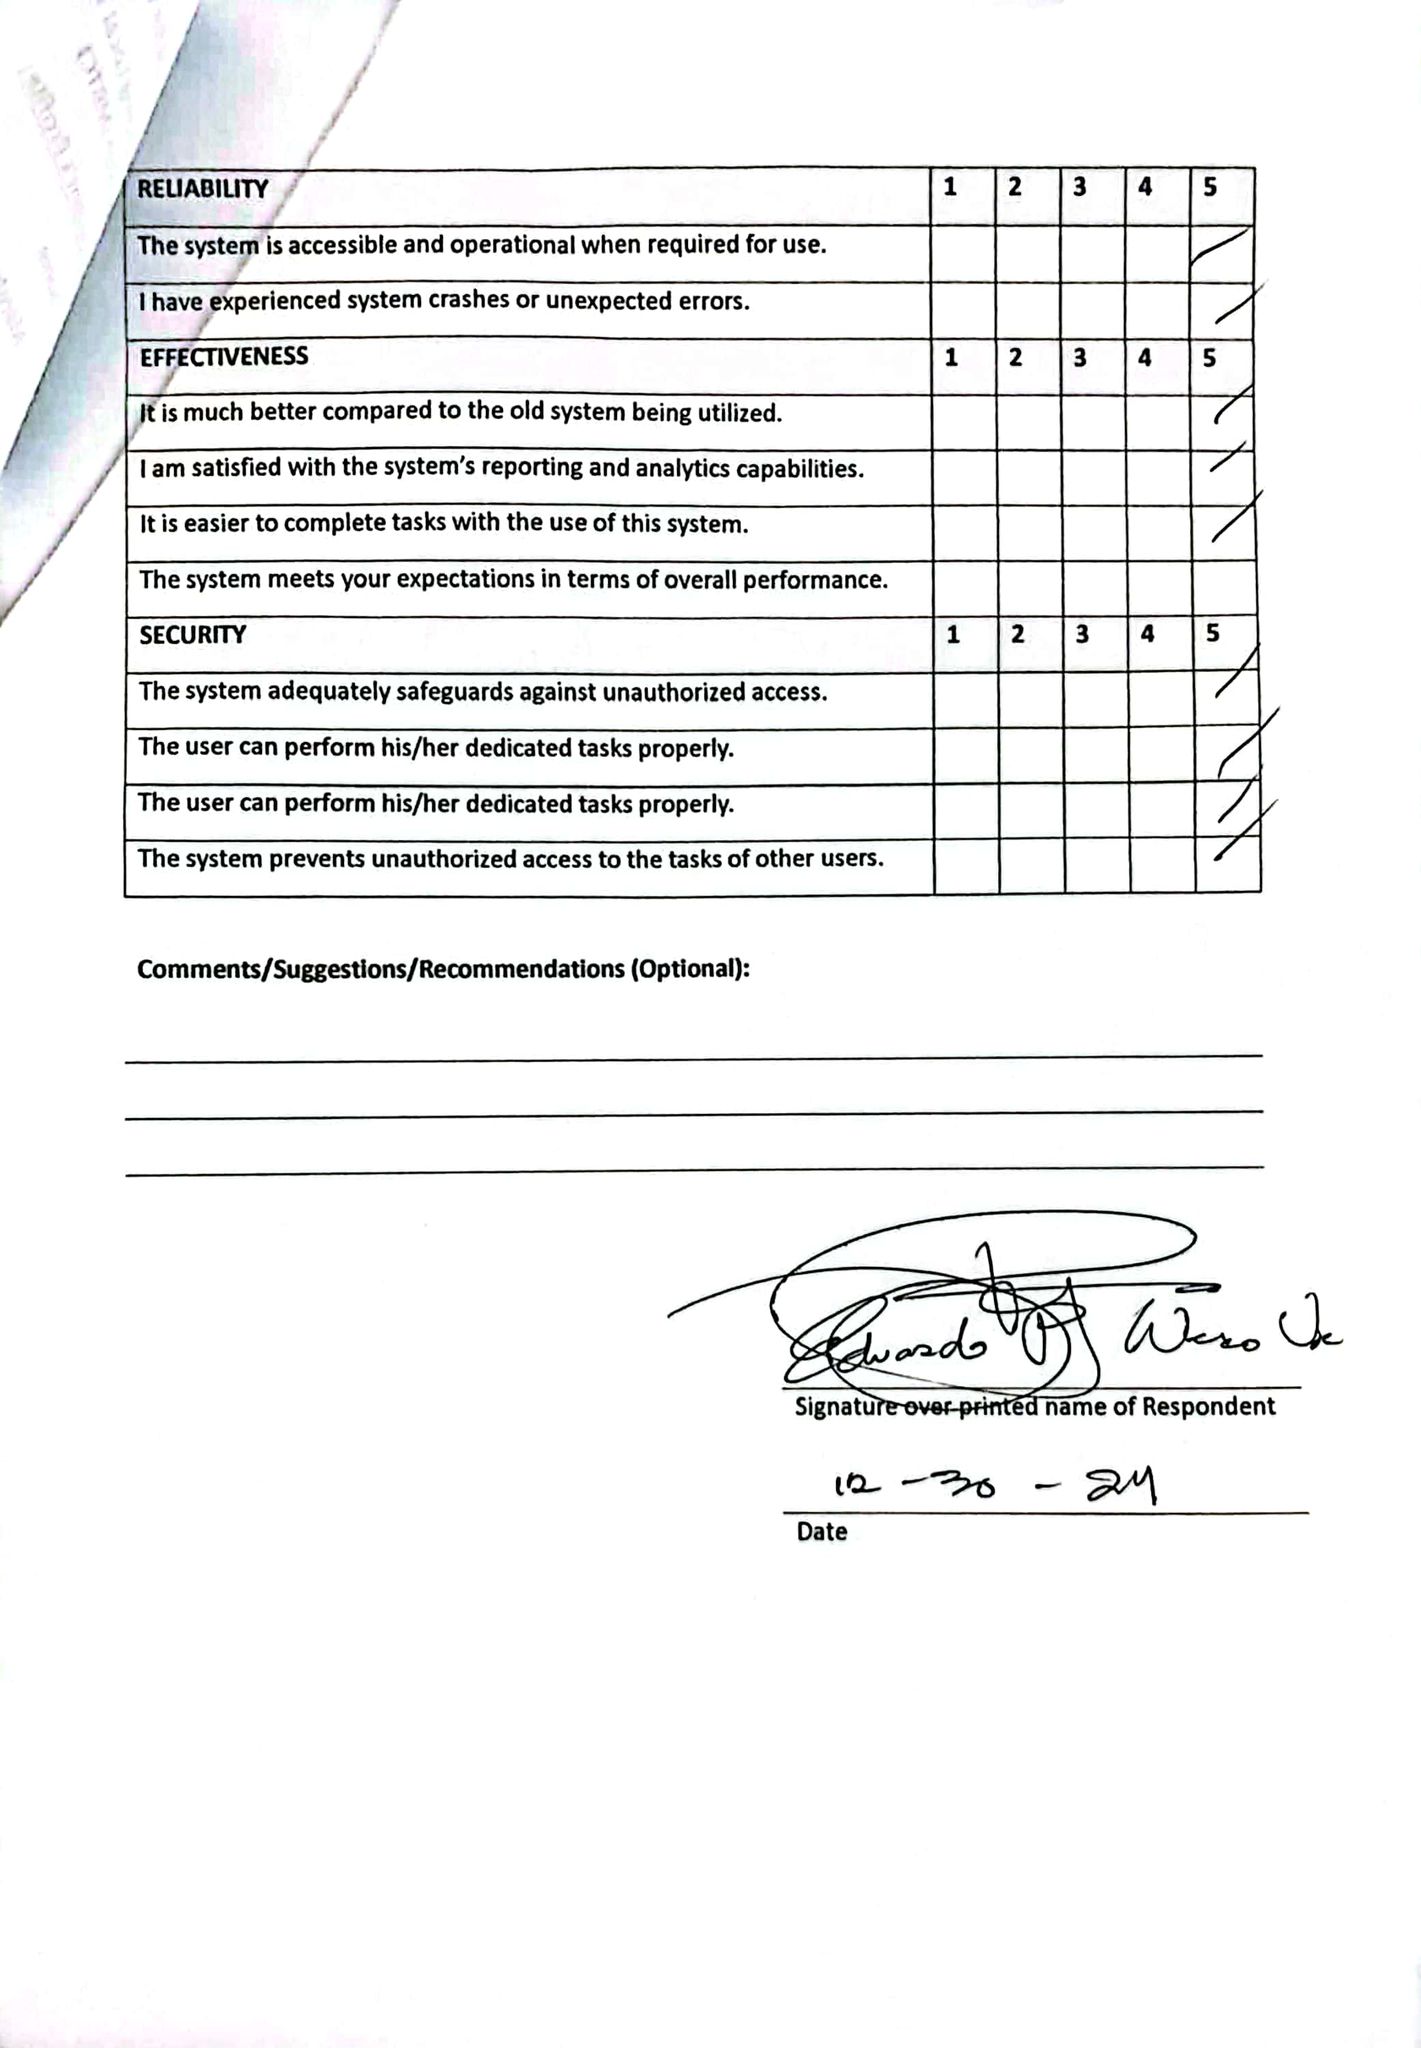 RELIABILITY 1 2 3 4 5
The system is accessible and operational when required for use.
I have experienced system crashes or unexpected errors.
EFFECTIVENESS 1 2 3 4 5
It is much better compared to the old system being utilized.
I am satisfied with the system's reporting and analytics capabilities.
It is easier to complete tasks with the use of this system.
The system meets your expectations in terms of overall performance.
SECURITY 1 2 3 4 5
The system adequately safeguards against unauthorized access.
The user can perform his/her dedicated tasks properly.
The user can perform his/her dedicated tasks properly.
The system prevents unauthorized access to the tasks of other users.
Comments/Suggestions/Recommendations (Optional):
Eduardo
Signature over printed name of Respondent
12 - 30 - 24
Date